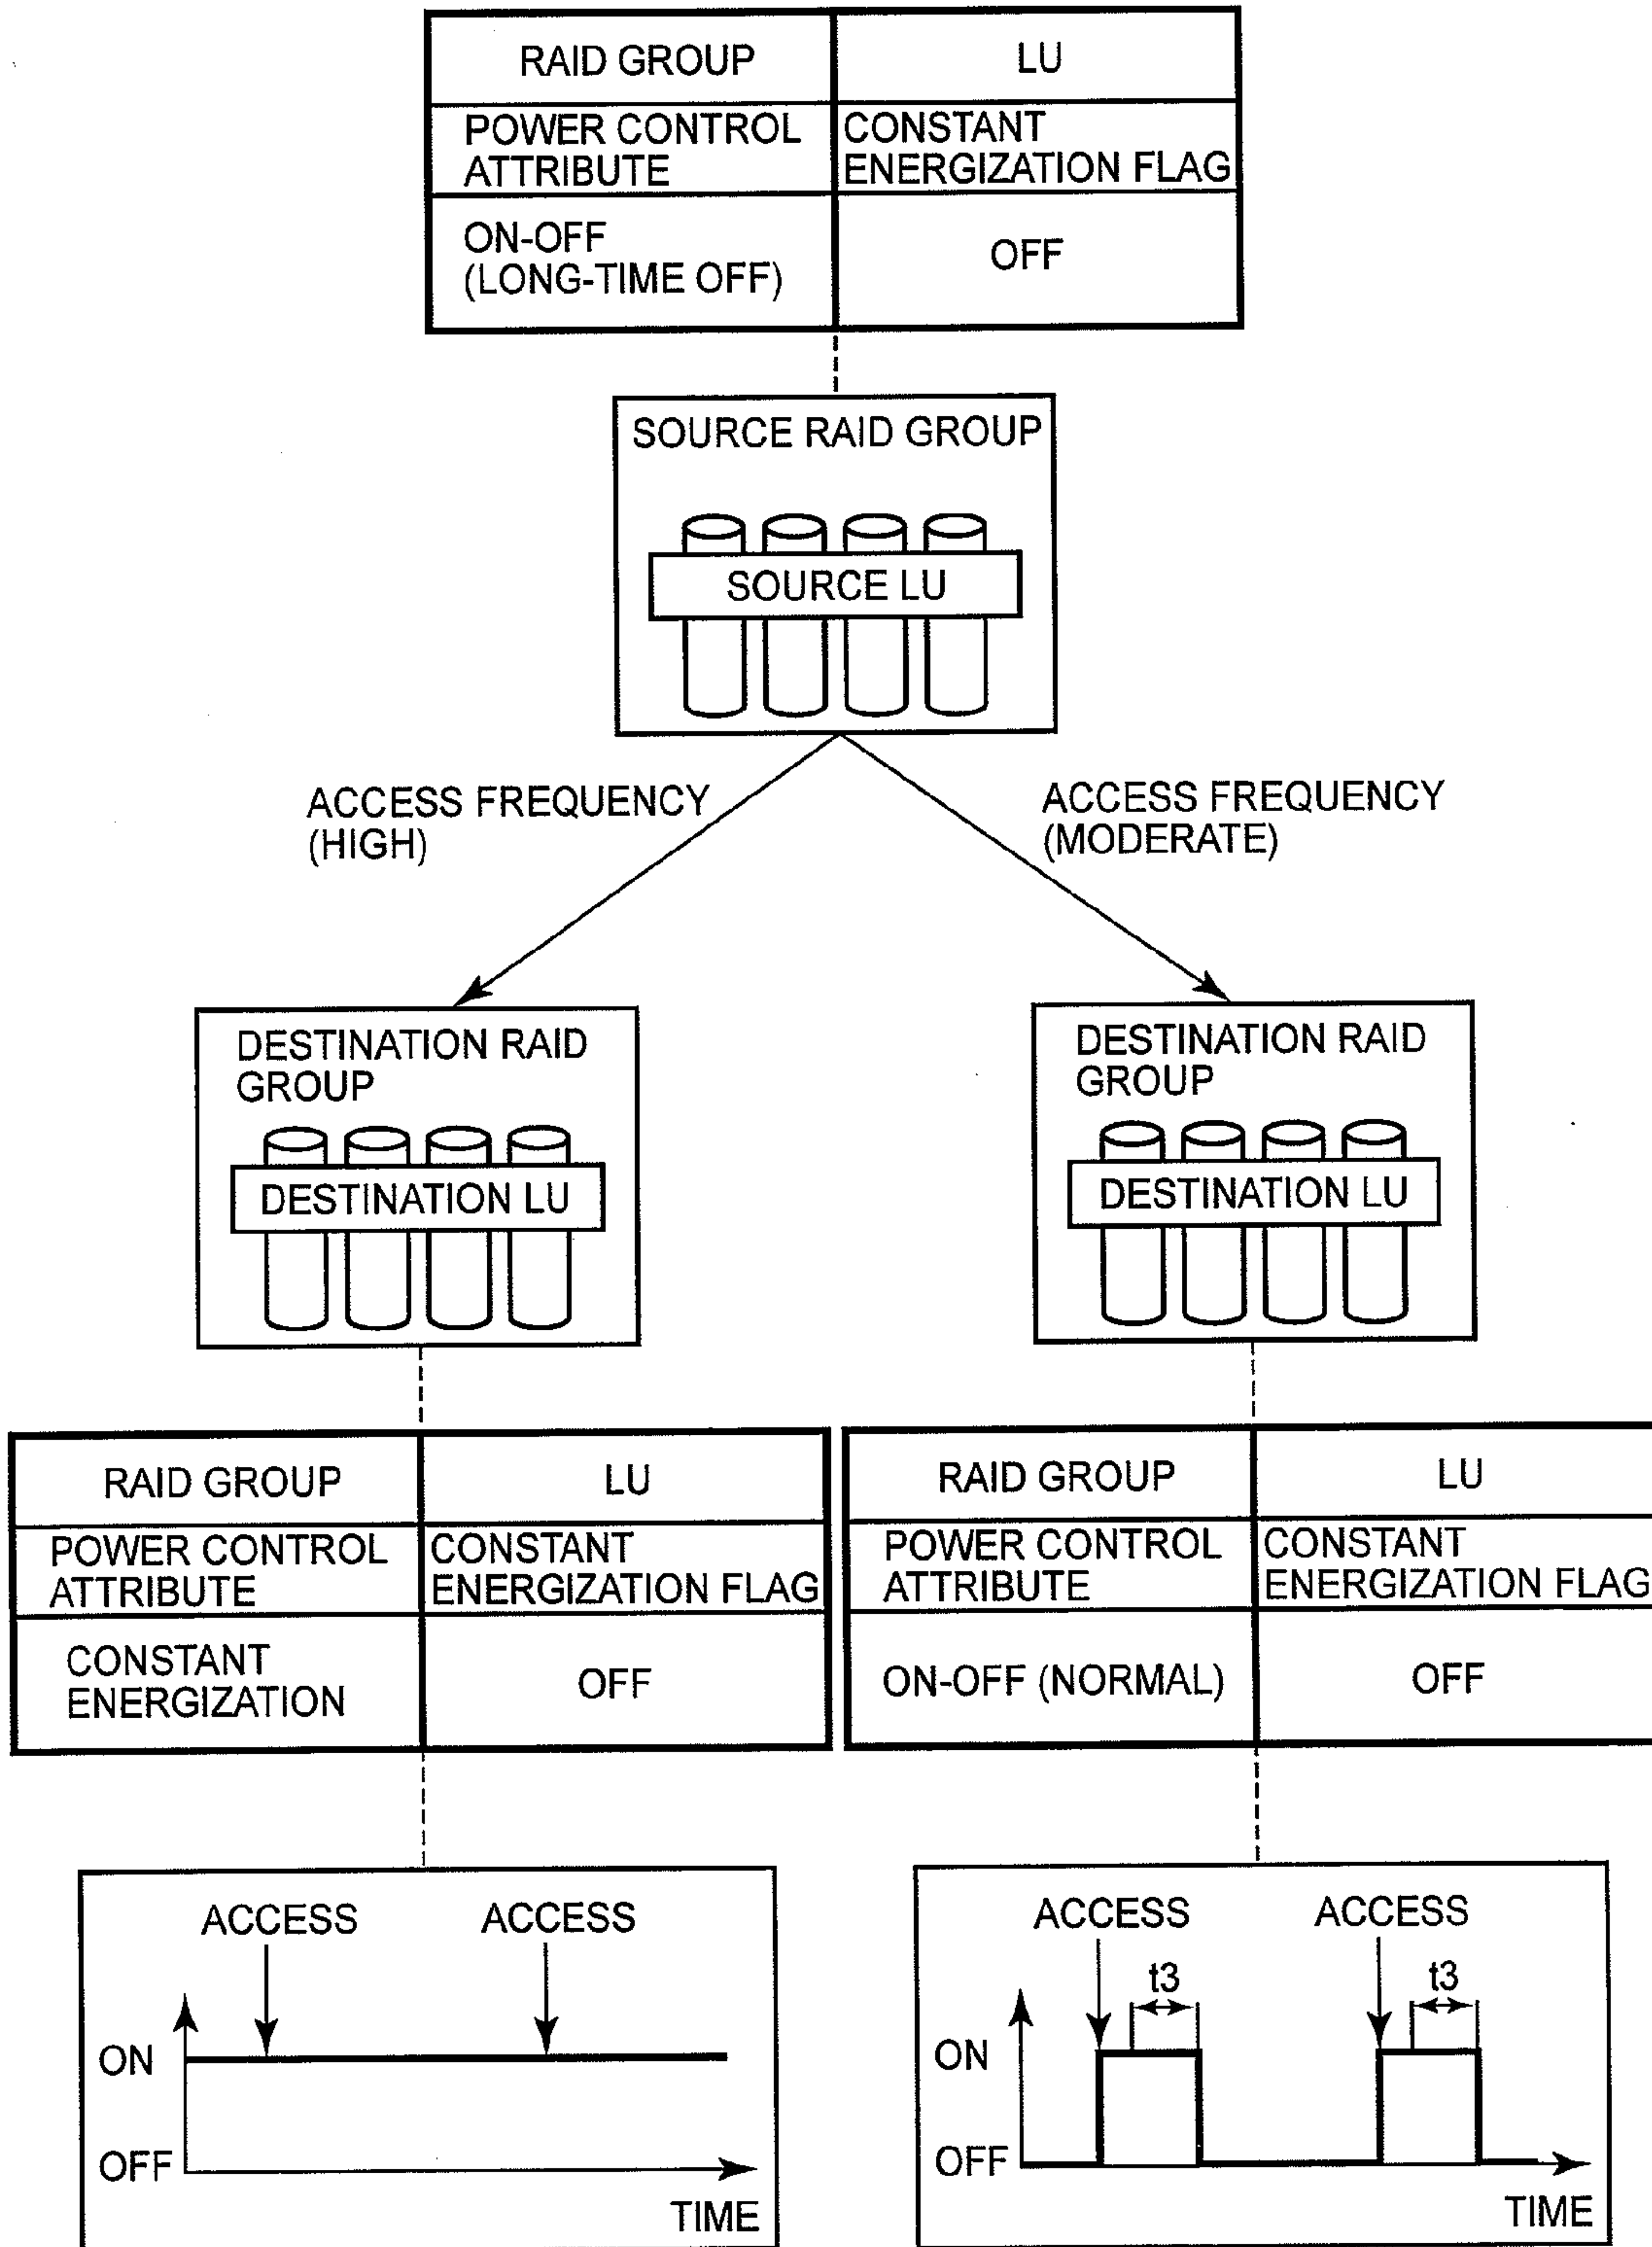 RAID GROUP
LU
POWER CONTROL
ATTRIBUTE
CONSTANT
ENERGIZATION FLAG
ON-OFF
(LONG-TIME OFF)
OFF
SOURCE RAID GROUP
SOURCE LU
ACCESS FREQUENCY
(HIGH)
ACCESS FREQUENCY
(MODERATE)
DESTINATION RAID
GROUP
DESTINATION LU
DESTINATION RAID
GROUP
DESTINATION LU
RAID GROUP
LU
POWER CONTROL
ATTRIBUTE
CONSTANT
ENERGIZATION FLAG
CONSTANT
ENERGIZATION
OFF
RAID GROUP
LU
POWER CONTROL
ATTRIBUTE
CONSTANT
ENERGIZATION FLAG
ON-OFF (NORMAL)
OFF
ACCESS
ACCESS
ON
OFF
TIME
ACCESS
ACCESS
t3
t3
ON
OFF
TIME